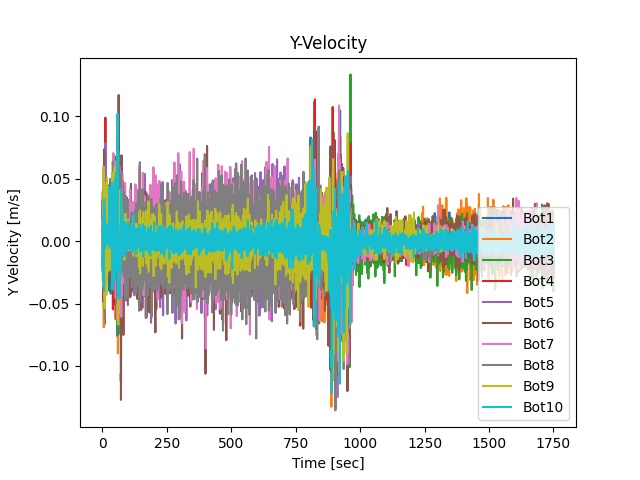 Y-Velocity
Y Velocity [m/s]
0.10
0.05
0.00
−0.05
−0.10
0
250
500
750
1000
1250
1500
1750
Time [sec]
Bot1
Bot2
Bot3
Bot4
Bot5
Bot6
Bot7
Bot8
Bot9
Bot10